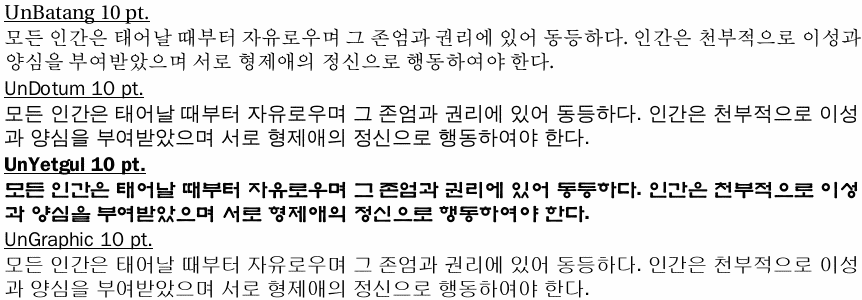 UnBatang 10 pt.
모든 인간은 태어날 때부터 자유로우며 그 존엄과 권리에 있어 동등하다. 인간은 천부적으로 이성과
양심을 부여받았으며 서로 형제애의 정신으로 행동하여야 한다.
UnDotum 10 pt.
모든 인간은 태어날 때부터 자유로우며 그 존엄과 권리에 있어 동등하다. 인간은 천부적으로 이성
과 양심을 부여받았으며 서로 형제애의 정신으로 행동하여야 한다.
UnYetgul 10 pt.
모든 인간은 태어날 때부터 자유로우며 그 존엄과 권리에 있어 동등하다. 인간은 천부적으로 이성
과 양심을 부여받았으며 서로 형제애의 정신으로 행동하여야 한다.
UnGraphic 10 pt.
모든 인간은 태어날 때부터 자유로우며 그 존엄과 권리에 있어 동등하다. 인간은 천부적으로 이성
과 양심을 부여받았으며 서로 형제애의 정신으로 행동하여야 한다.